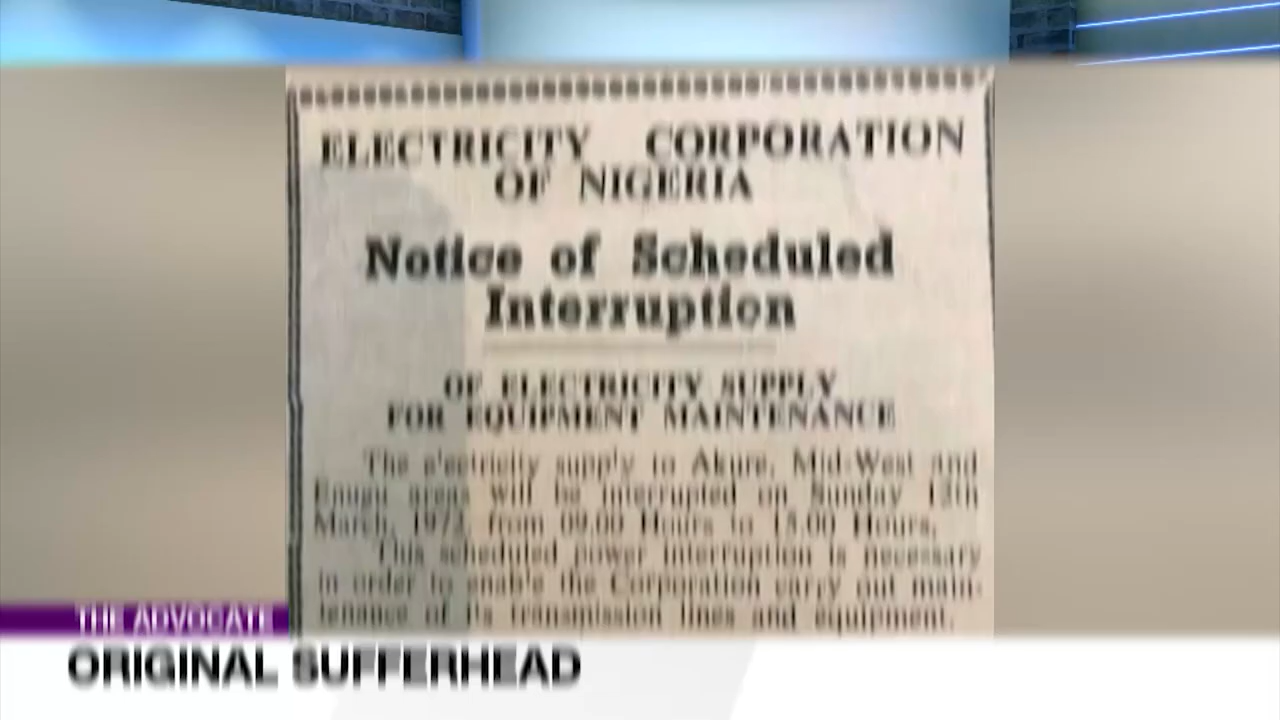 ELECTRICITY CORPORATION
OF NIGERIA
Notice of Scheduled
Interruption
OF ELECTRICITY SUPPLY
FOR EQUIPMENT MAINTENANCE
The electricity supply to Akure, Mid-West and
Enugu areas will be interrupted on Sunday 12th
March, 1972 from 09.00 Hours to 15.00 Hours.
This scheduled power interruption is necessary
in order to enable the Corporation carry out main-
tenance of its transmission lines and equipment.
THE ADVOCATE
ORIGINAL SUFFERHEAD